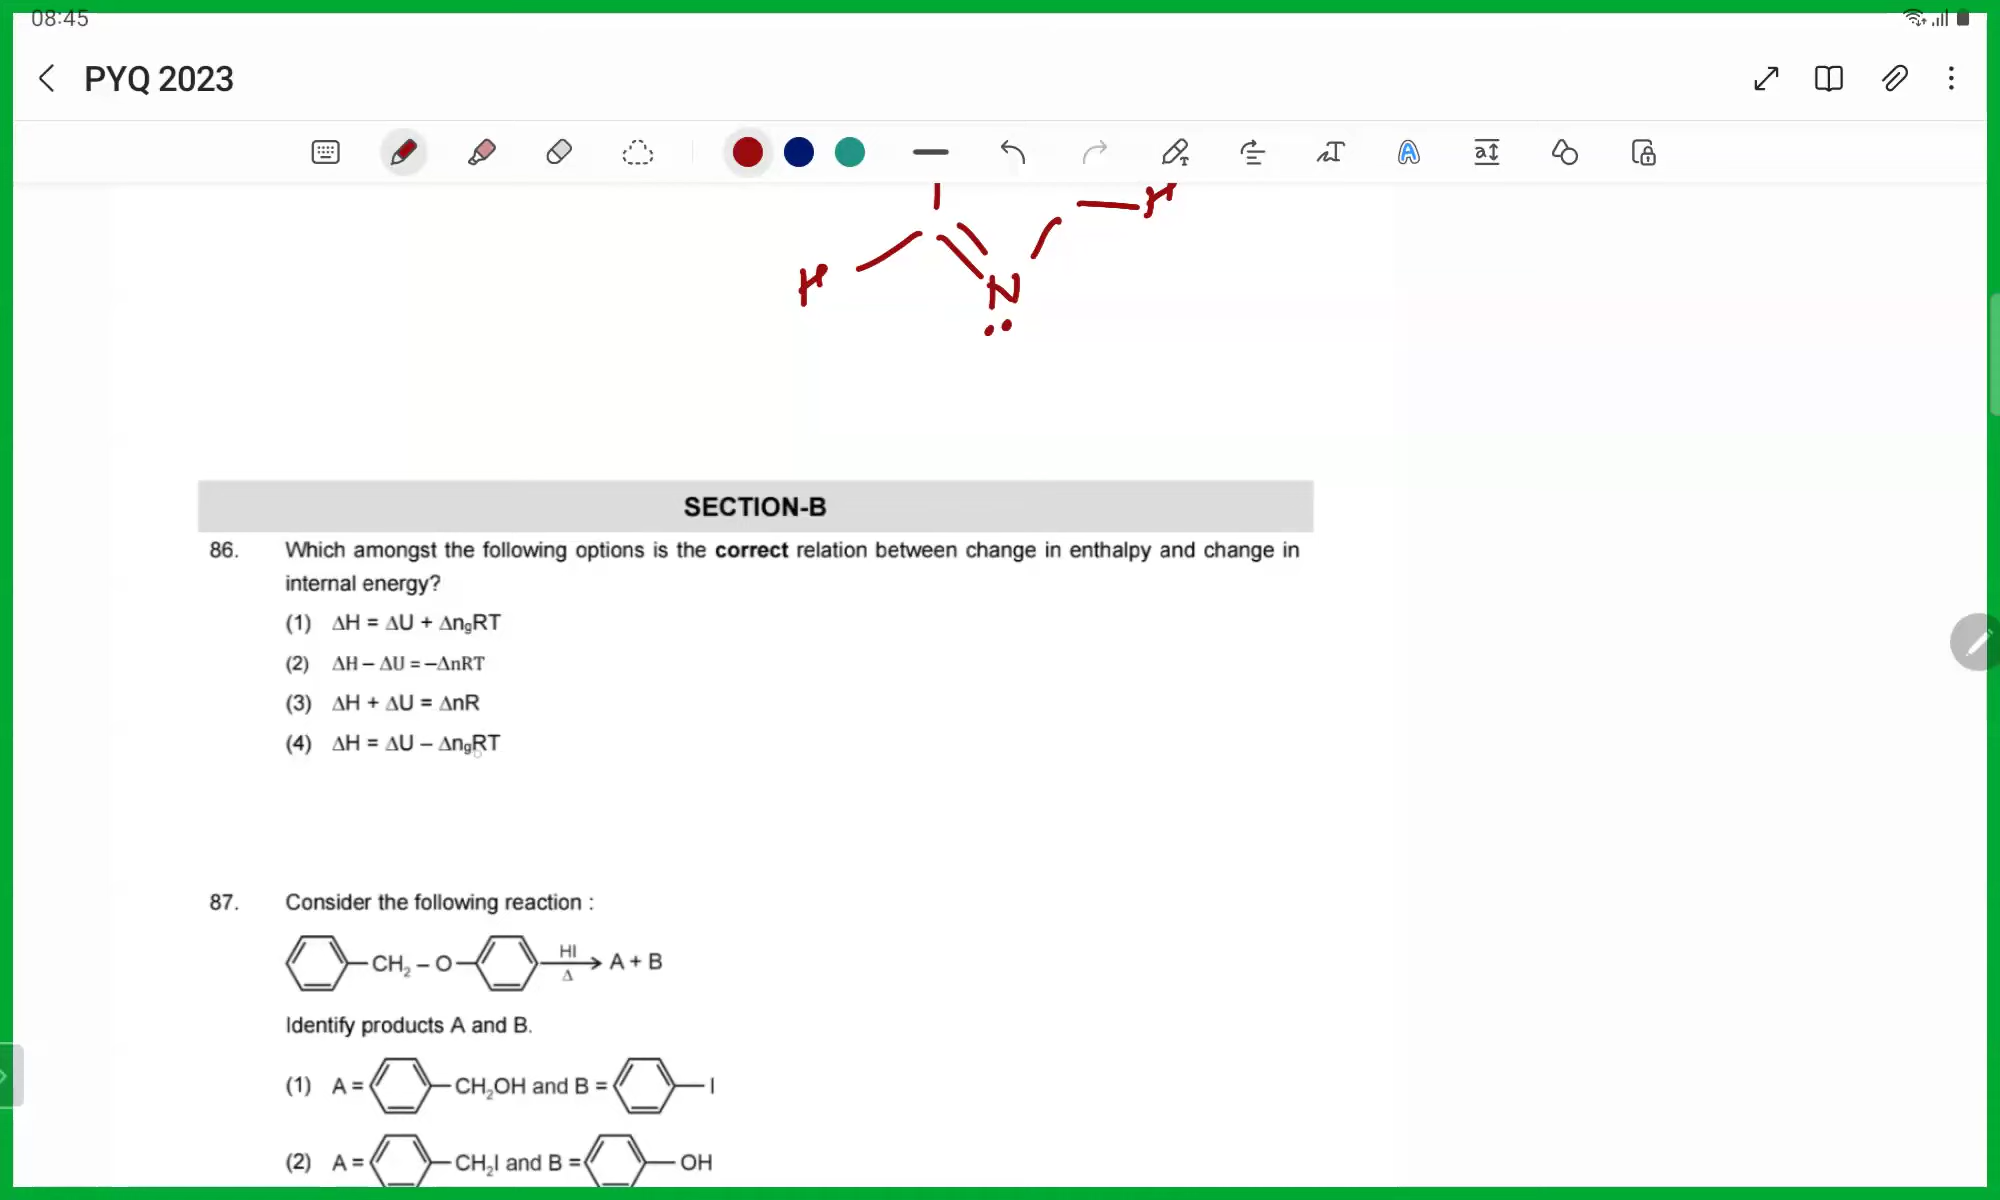 08:45
PYQ 2023
H
H
N
SECTION-B
86. Which amongst the following options is the correct relation between change in enthalpy and change in
internal energy?
(1) ΔH = ΔU + ΔngRT
(2) ΔH – ΔU = –ΔnRT
(3) ΔH + ΔU = ΔnR
(4) ΔH = ΔU – ΔngRT
87. Consider the following reaction :
CH2 – O HI Δ A + B
Identify products A and B.
(1) A = CH2OH and B = I
(2) A = CH2I and B = OH